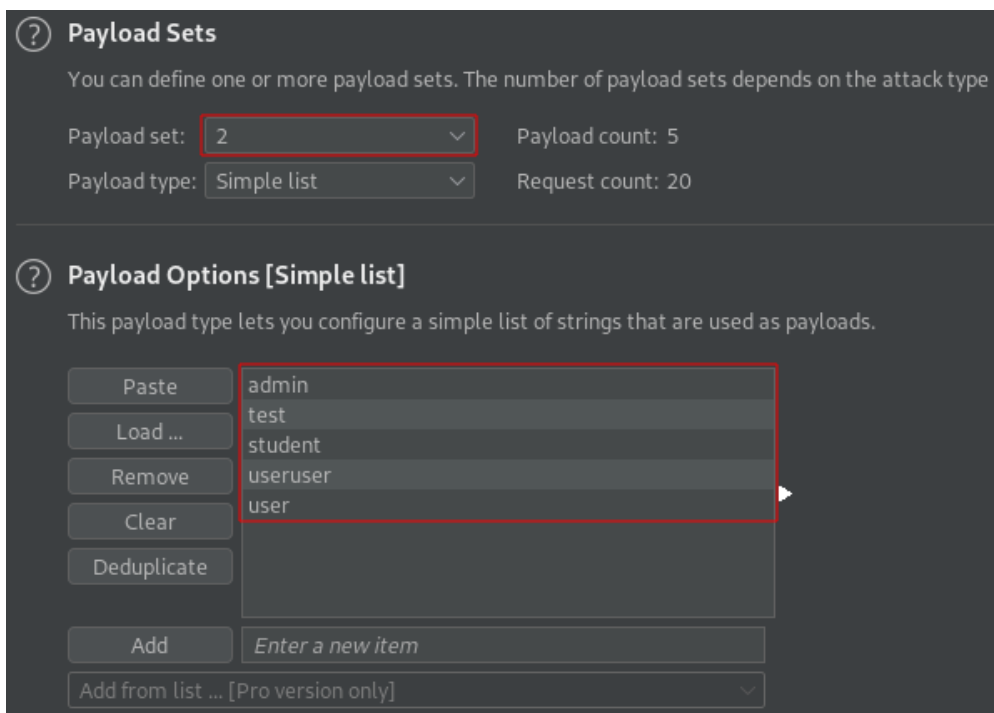 Payload Sets
You can define one or more payload sets. The number of payload sets depends on the attack type
Payload set: 2 Payload count: 5
Payload type: Simple list Request count: 20
Payload Options [Simple list]
This payload type lets you configure a simple list of strings that are used as payloads.
Paste
Load ...
Remove
Clear
Deduplicate
admin
test
student
useruser
user
Add Enter a new item
Add from list ... [Pro version only]